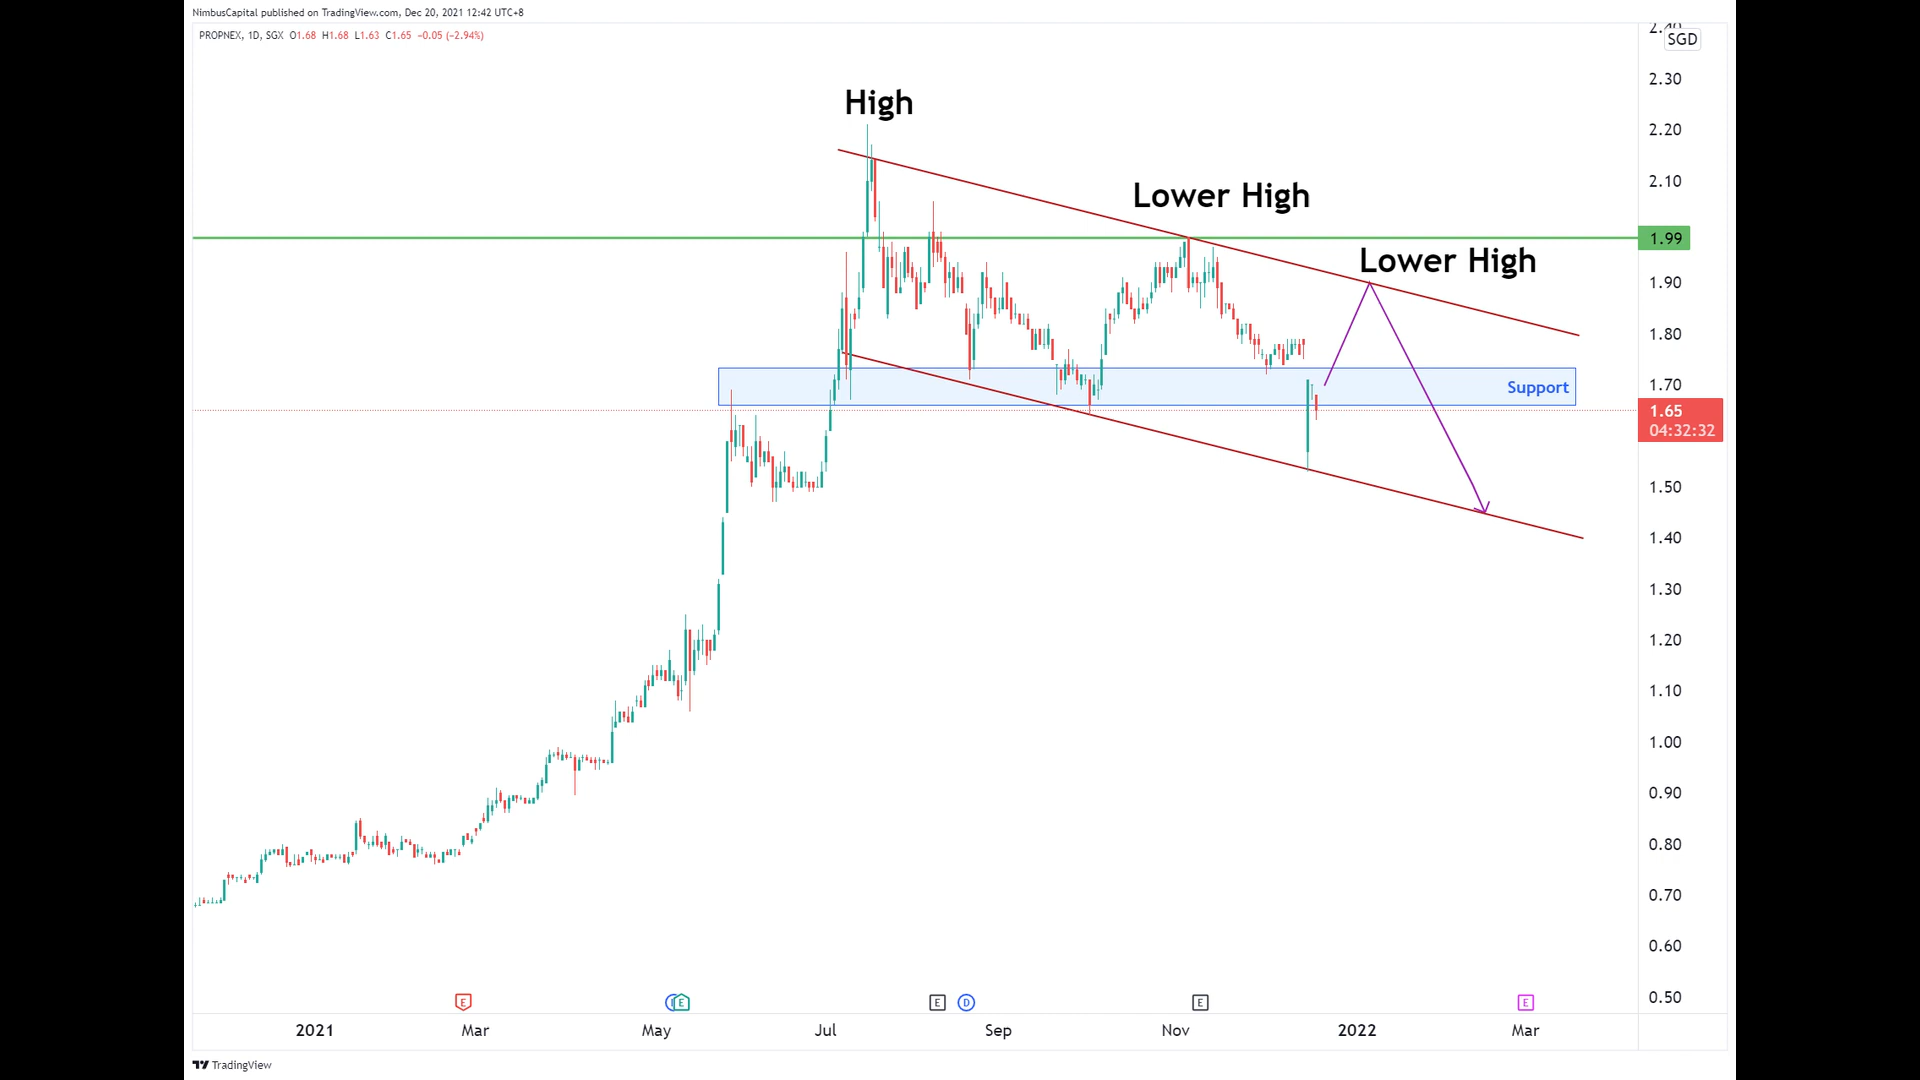 NimbusCapital published on TradingView.com, Dec 20, 2021 12:42 UTC+8
PROPNEX, 1D, SGX O1.68 H1.68 L1.63 C1.65 −0.05 (−2.94%)
2.40
SGD
2.30
High
2.20
2.10
Lower High
1.99
Lower High
1.90
1.80
Support
1.70
1.65
04:32:32
1.50
1.40
1.30
1.20
1.10
1.00
0.90
0.80
0.70
0.60
0.50
E E E D E E
2021 Mar May Jul Sep Nov 2022 Mar
TradingView